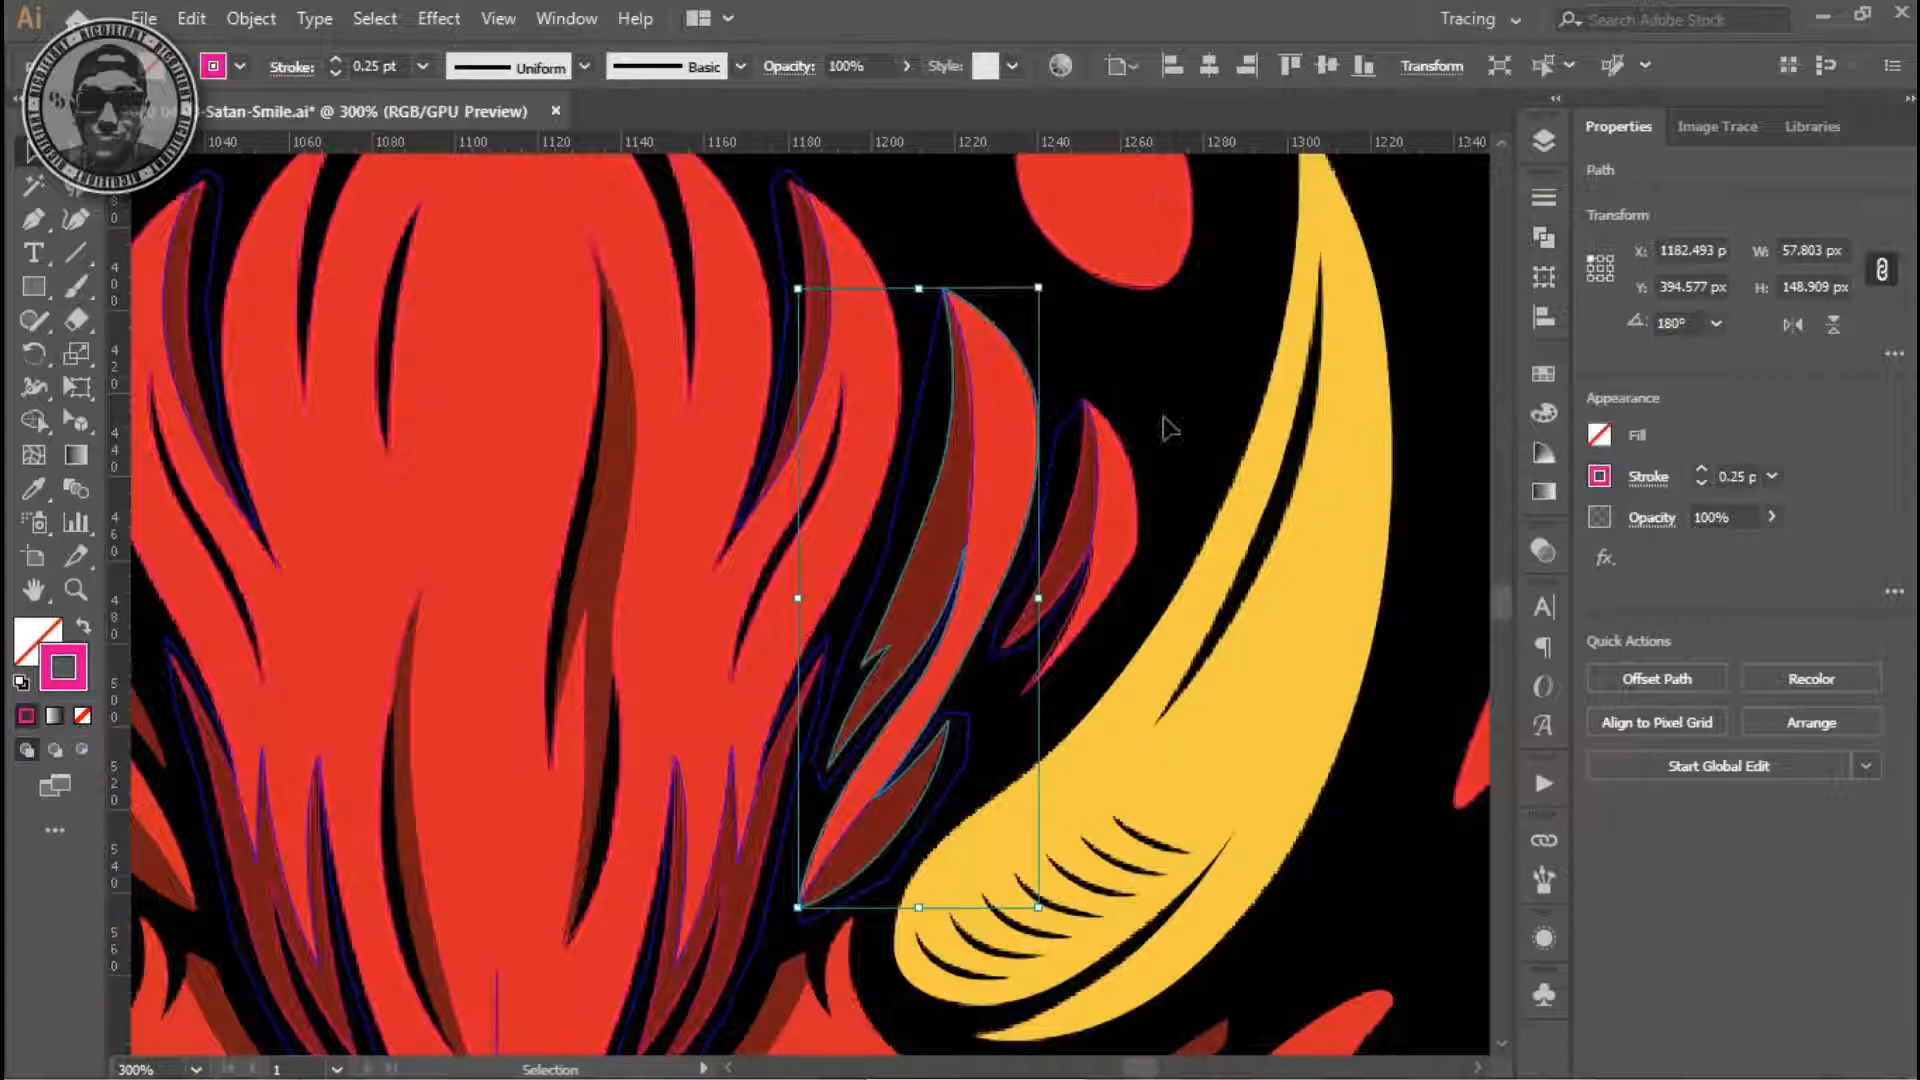 Ai File Edit Object Type Select Effect View Window Help Tracing Search Adobe Stock
Stroke: 0.25 pt Uniform Basic Opacity: 100% Style: Transform
-Satan-Smile.ai* @ 300% (RGB/GPU Preview) ×
NICOJEIRRY
Properties Image Trace Libraries
1040 1060 1080 1100 1120 1140 1160 1180 1200 1220 1240 1260 1280 1300 1220 1340
Path
Transform
X: 1182.493 p W: 57.803 px
Y: 394.577 px H: 148.909 px
180°
Appearance
Fill
Stroke 0.25 p
Opacity 100%
fx.
Quick Actions
Offset Path Recolor
Align to Pixel Grid Arrange
Start Global Edit
300% 1 Selection